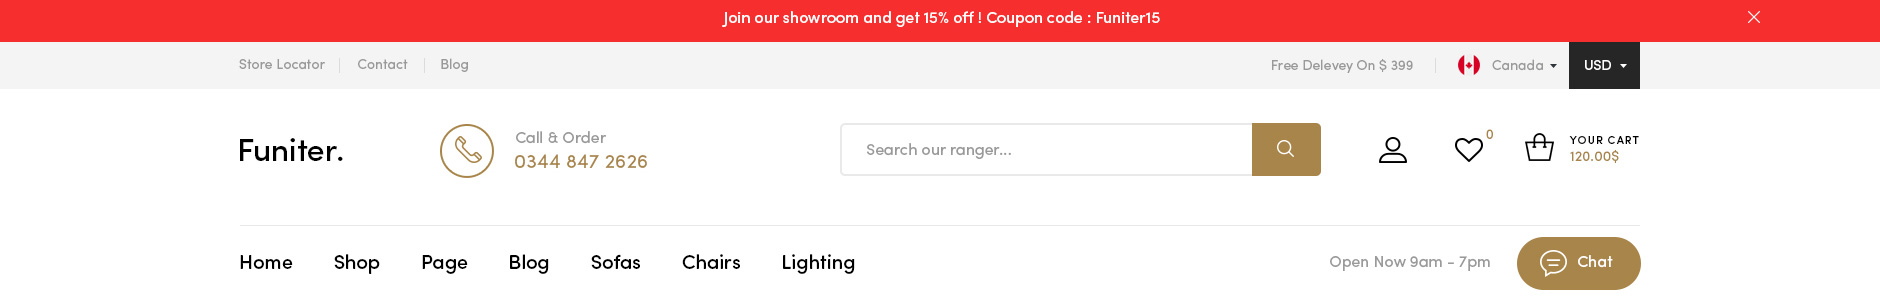 Join our showroom and get 15% off ! Coupon code : Funiter15
Store Locator
Contact
Blog
Free Delevey On $ 399
Canada
USD
Funiter.
Call & Order
0344 847 2626
Search our ranger...
0
YOUR CART
120.00$
Home
Shop
Page
Blog
Sofas
Chairs
Lighting
Open Now 9am - 7pm
Chat